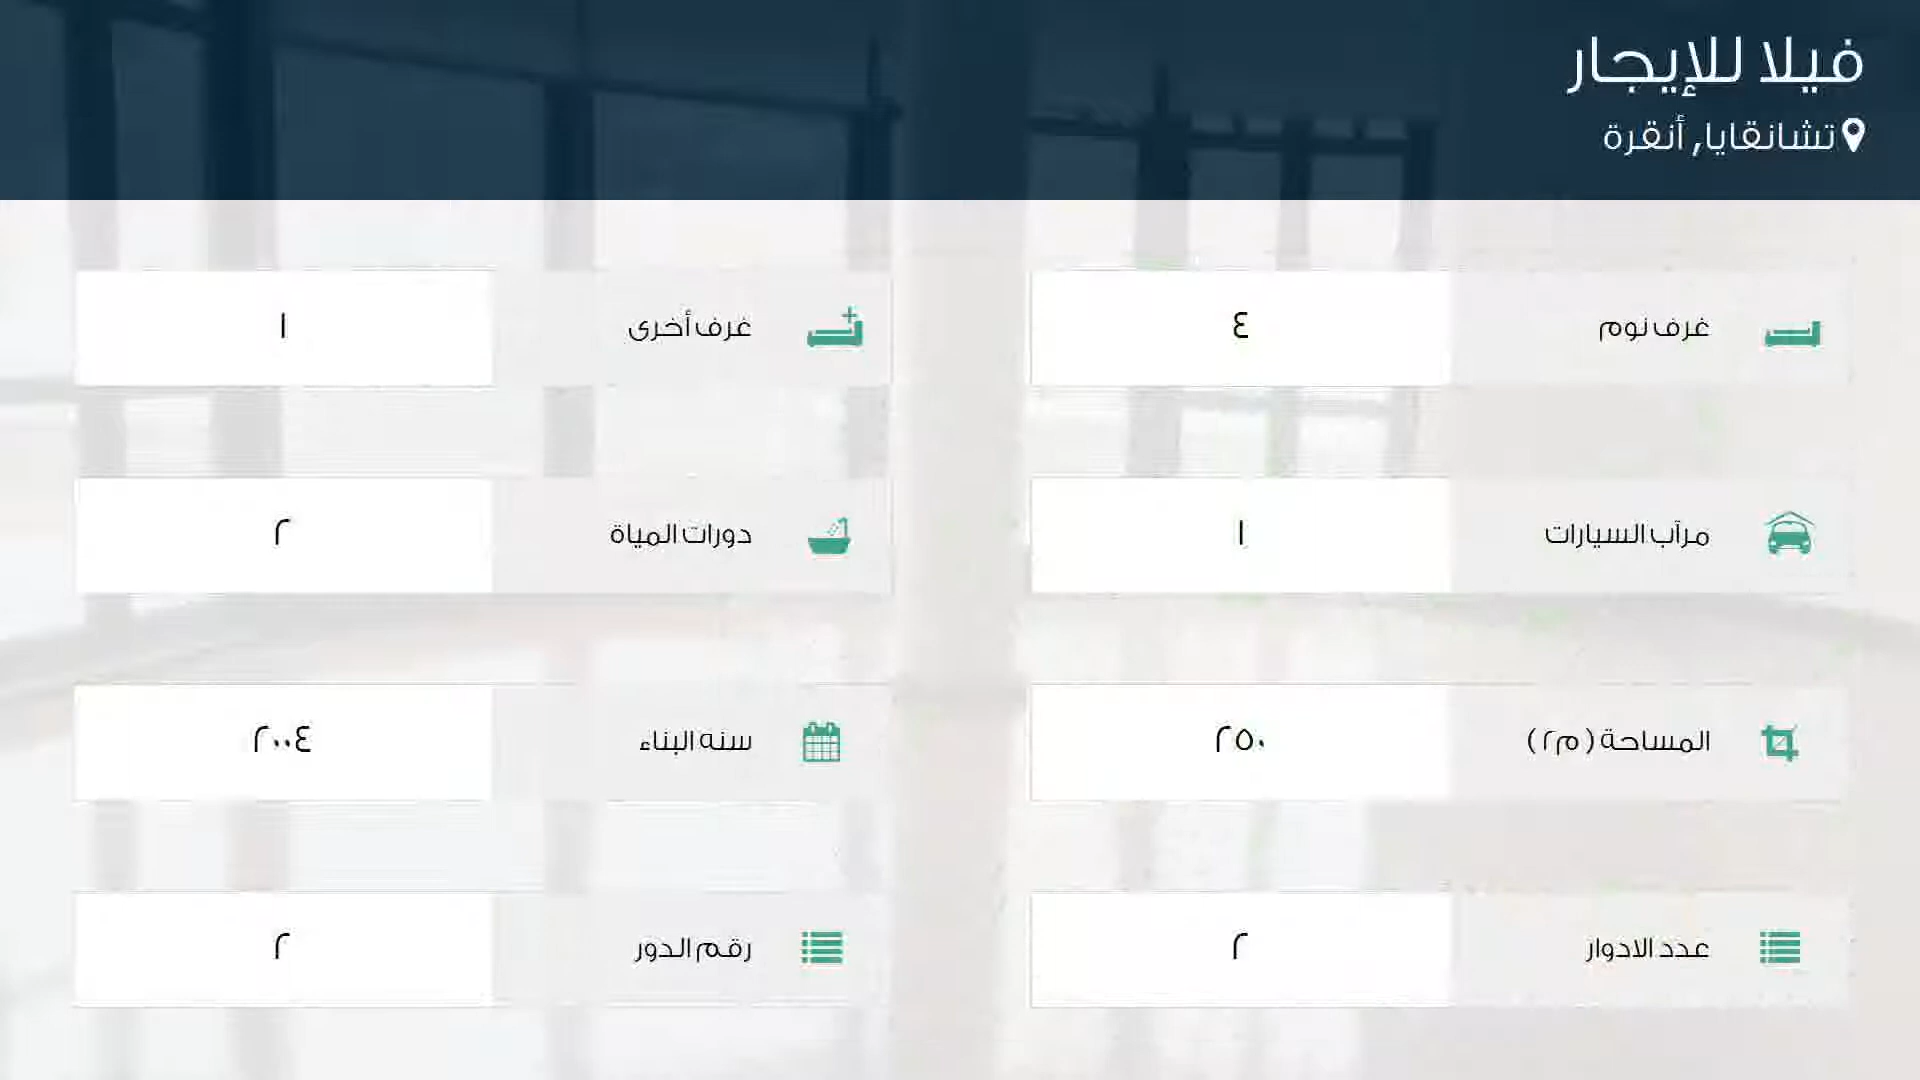 فيلا للإيجار
تشانقايا, أنقرة
غرف نوم
٤
غرف أخرى
١
مرآب السيارات
١
دورات المياة
٢
المساحة ( م٢ )
٢٥٠
سنه البناء
٢٠٠٤
عدد الادوار
٢
رقم الدور
٢